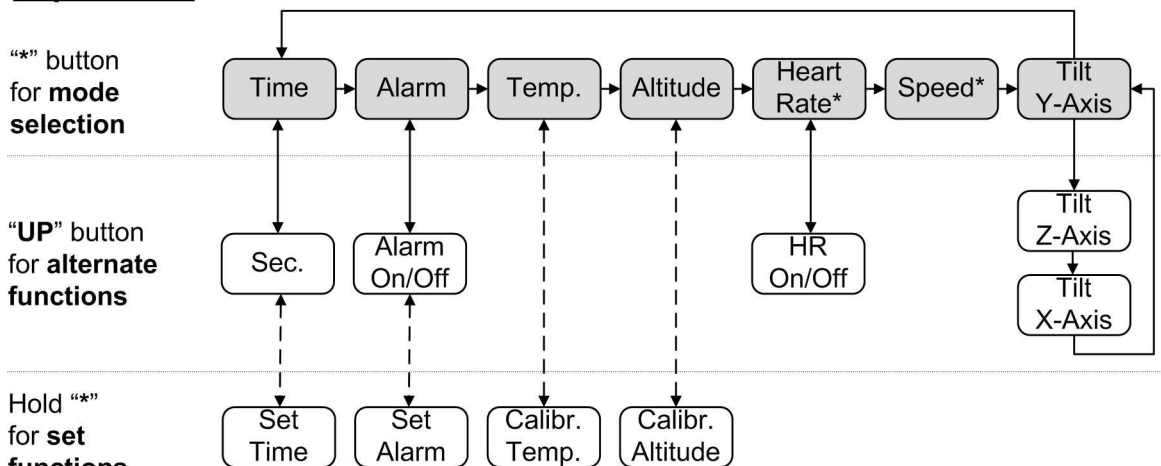 “*” button
for mode
selection
Time
Alarm
Temp.
Altitude
Heart
Rate*
Speed*
Tilt
Y-Axis
“UP” button
for alternate
functions
Sec.
Alarm
On/Off
HR
On/Off
Tilt
Z-Axis
Tilt
X-Axis
Hold “*”
for set
functions
Set
Time
Set
Alarm
Calibr.
Temp.
Calibr.
Altitude